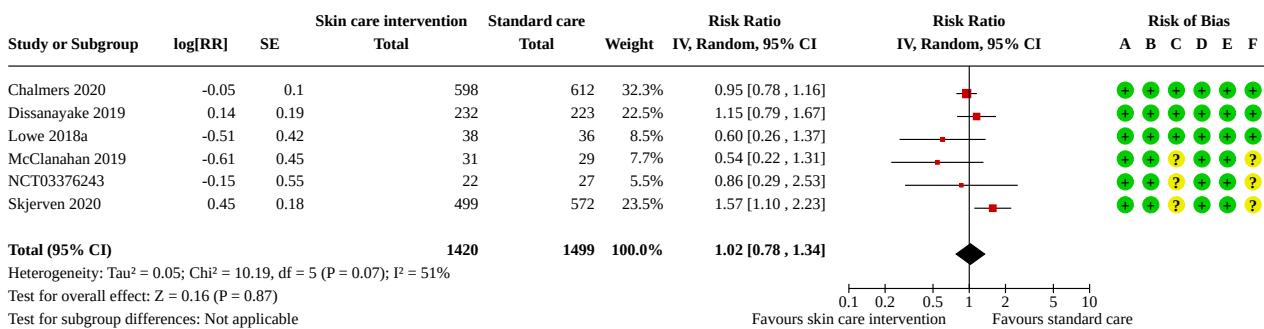 Skin care intervention Standard care Risk Ratio Risk Ratio Risk of Bias
Study or Subgroup log[RR] SE Total Total Weight IV, Random, 95% CI IV, Random, 95% CI A B C D E F
Chalmers 2020 -0.05 0.1 598 612 32.3% 0.95 [0.78 , 1.16] + + + + + +
Dissanayake 2019 0.14 0.19 232 223 22.5% 1.15 [0.79 , 1.67] + + + + + +
Lowe 2018a -0.51 0.42 38 36 8.5% 0.60 [0.26 , 1.37] + + + + + +
McClanahan 2019 -0.61 0.45 31 29 7.7% 0.54 [0.22 , 1.31] + + ? + + ?
NCT03376243 -0.15 0.55 22 27 5.5% 0.86 [0.29 , 2.53] + + ? + + ?
Skjerven 2020 0.45 0.18 499 572 23.5% 1.57 [1.10 , 2.23] + + ? + + ?
Total (95% CI) 1420 1499 100.0% 1.02 [0.78 , 1.34]
Heterogeneity: Tau² = 0.05; Chi² = 10.19, df = 5 (P = 0.07); I² = 51%
Test for overall effect: Z = 0.16 (P = 0.87)
0.1 0.2 0.5 1 2 5 10
Test for subgroup differences: Not applicable Favours skin care intervention Favours standard care